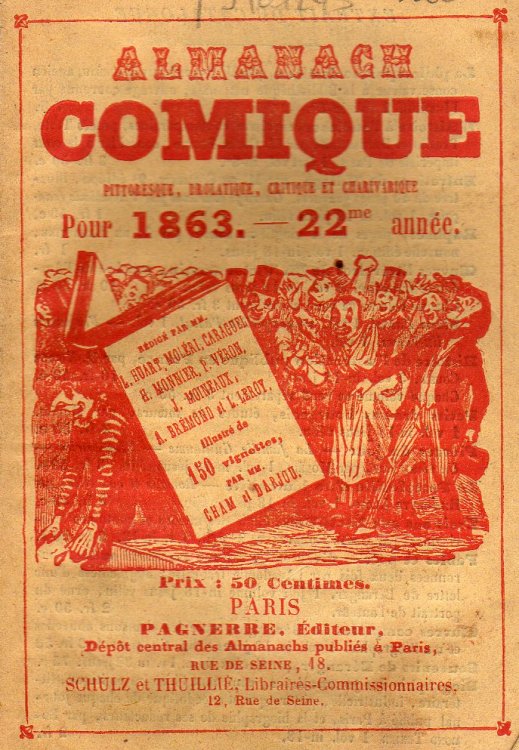 ALMANACH
COMIQUE
PITTORESQUE, DROLATIQUE, CRITIQUE ET CHARIVARIQUE
Pour 1863. — 22me année.
RÉDIGÉ PAR MM.
L. HUART, MOLÉRI, CARAGUEL
H. MONNIER, P. VÉRON,
J. MOINEAUX,
A. BREMOND et L. LEROY.
illustré de
150 vignettes,
PAR MM.
CHAM et DARJOU.
Prix : 50 Centimes.
PARIS
PAGNERRE, Éditeur,
Dépôt central des Almanachs publiés à Paris,
RUE DE SEINE, 18.
SCHULZ et THUILLIÉ, Libraires-Commissionnaires.
12, Rue de Seine.